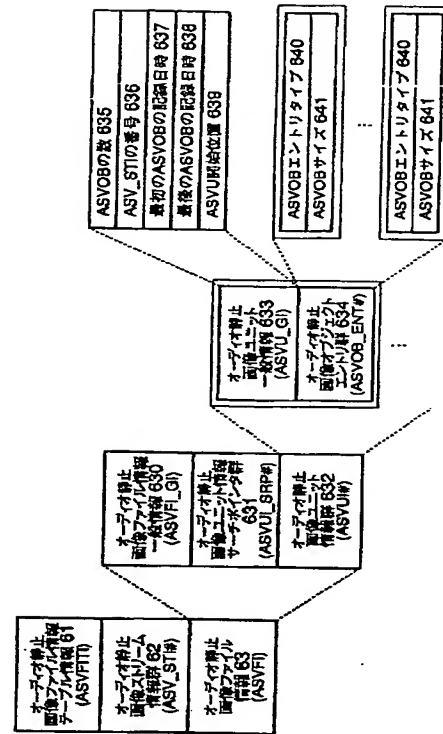 オーディオ静止
画像ファイル情報
テーブル情報 61
(ASVFITI)
オーディオ静止
画像ストリーム
情報群 62
(ASV_STI#)
オーディオ静止
画像ファイル
情報 63
(ASVFI)
オーディオ静止
画像ファイル情報
一般情報 630
(ASVFI_GI)
オーディオ静止
画像ユニット情報
サーチポインタ群
631
(ASVUI_SRP#)
オーディオ静止
画像ユニット
情報群 632
(ASVUI#)
オーディオ静止
画像ユニット
一般情報 633
(ASVU_GI)
オーディオ静止
画像オブジェクト
エントリ群 634
(ASVOB_ENT#)
⋮
ASVOBの数 635
ASV_STIの番号 636
最初のASVOBの記録日時 637
最後のASVOBの記録日時 638
ASVU開始位置 639
ASVOBエントリタイプ 640
ASVOBサイズ 641
⋮
ASVOBエントリタイプ 640
ASVOBサイズ 641